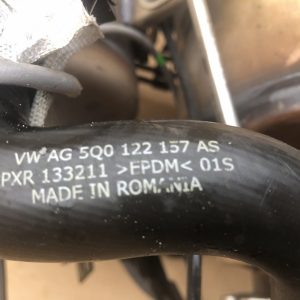 VW AG 5Q0 122 157 AS
PXR 133211 >EPDM< 01S
MADE IN ROMANIA